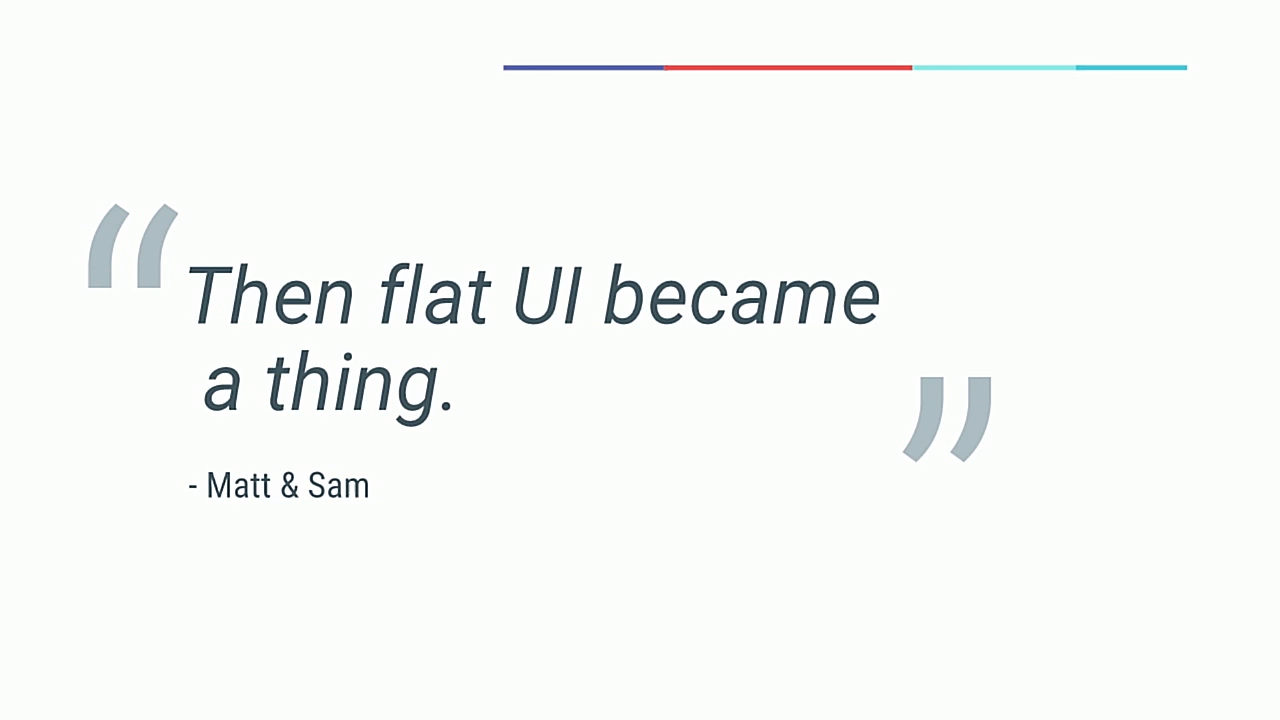 “Then flat UI became
a thing.”
- Matt & Sam